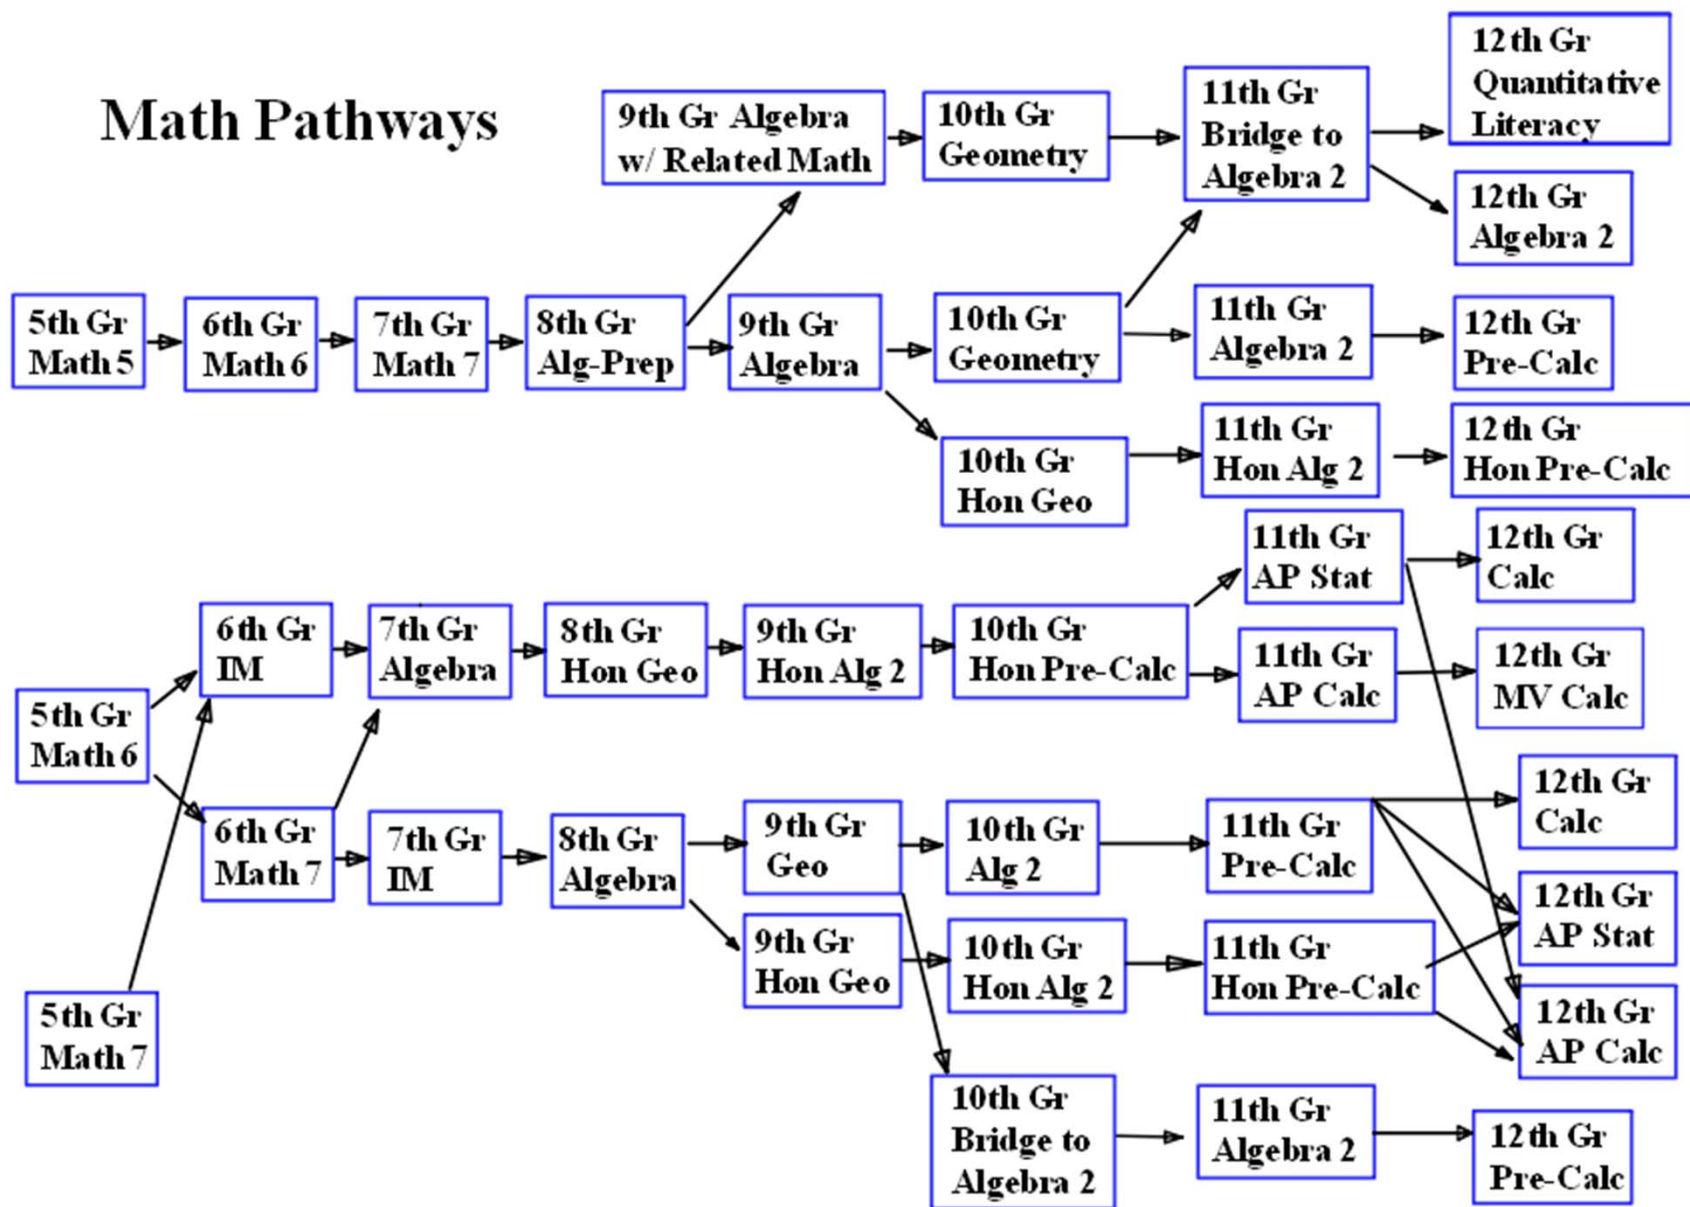 Math Pathways
9th Gr Algebra
w/ Related Math
10th Gr
Geometry
11th Gr
Bridge to
Algebra 2
12th Gr
Quantitative
Literacy
12th Gr
Algebra 2
5th Gr
Math 5
6th Gr
Math 6
7th Gr
Math 7
8th Gr
Alg-Prep
9th Gr
Algebra
10th Gr
Geometry
11th Gr
Algebra 2
12th Gr
Pre-Calc
10th Gr
Hon Geo
11th Gr
Hon Alg 2
12th Gr
Hon Pre-Calc
11th Gr
AP Stat
12th Gr
Calc
5th Gr
Math 6
6th Gr
IM
7th Gr
Algebra
8th Gr
Hon Geo
9th Gr
Hon Alg 2
10th Gr
Hon Pre-Calc
11th Gr
AP Calc
12th Gr
MV Calc
6th Gr
Math 7
7th Gr
IM
8th Gr
Algebra
9th Gr
Geo
10th Gr
Alg 2
11th Gr
Pre-Calc
12th Gr
Calc
9th Gr
Hon Geo
10th Gr
Hon Alg 2
11th Gr
Hon Pre-Calc
12th Gr
AP Stat
5th Gr
Math 7
12th Gr
AP Calc
10th Gr
Bridge to
Algebra 2
11th Gr
Algebra 2
12th Gr
Pre-Calc